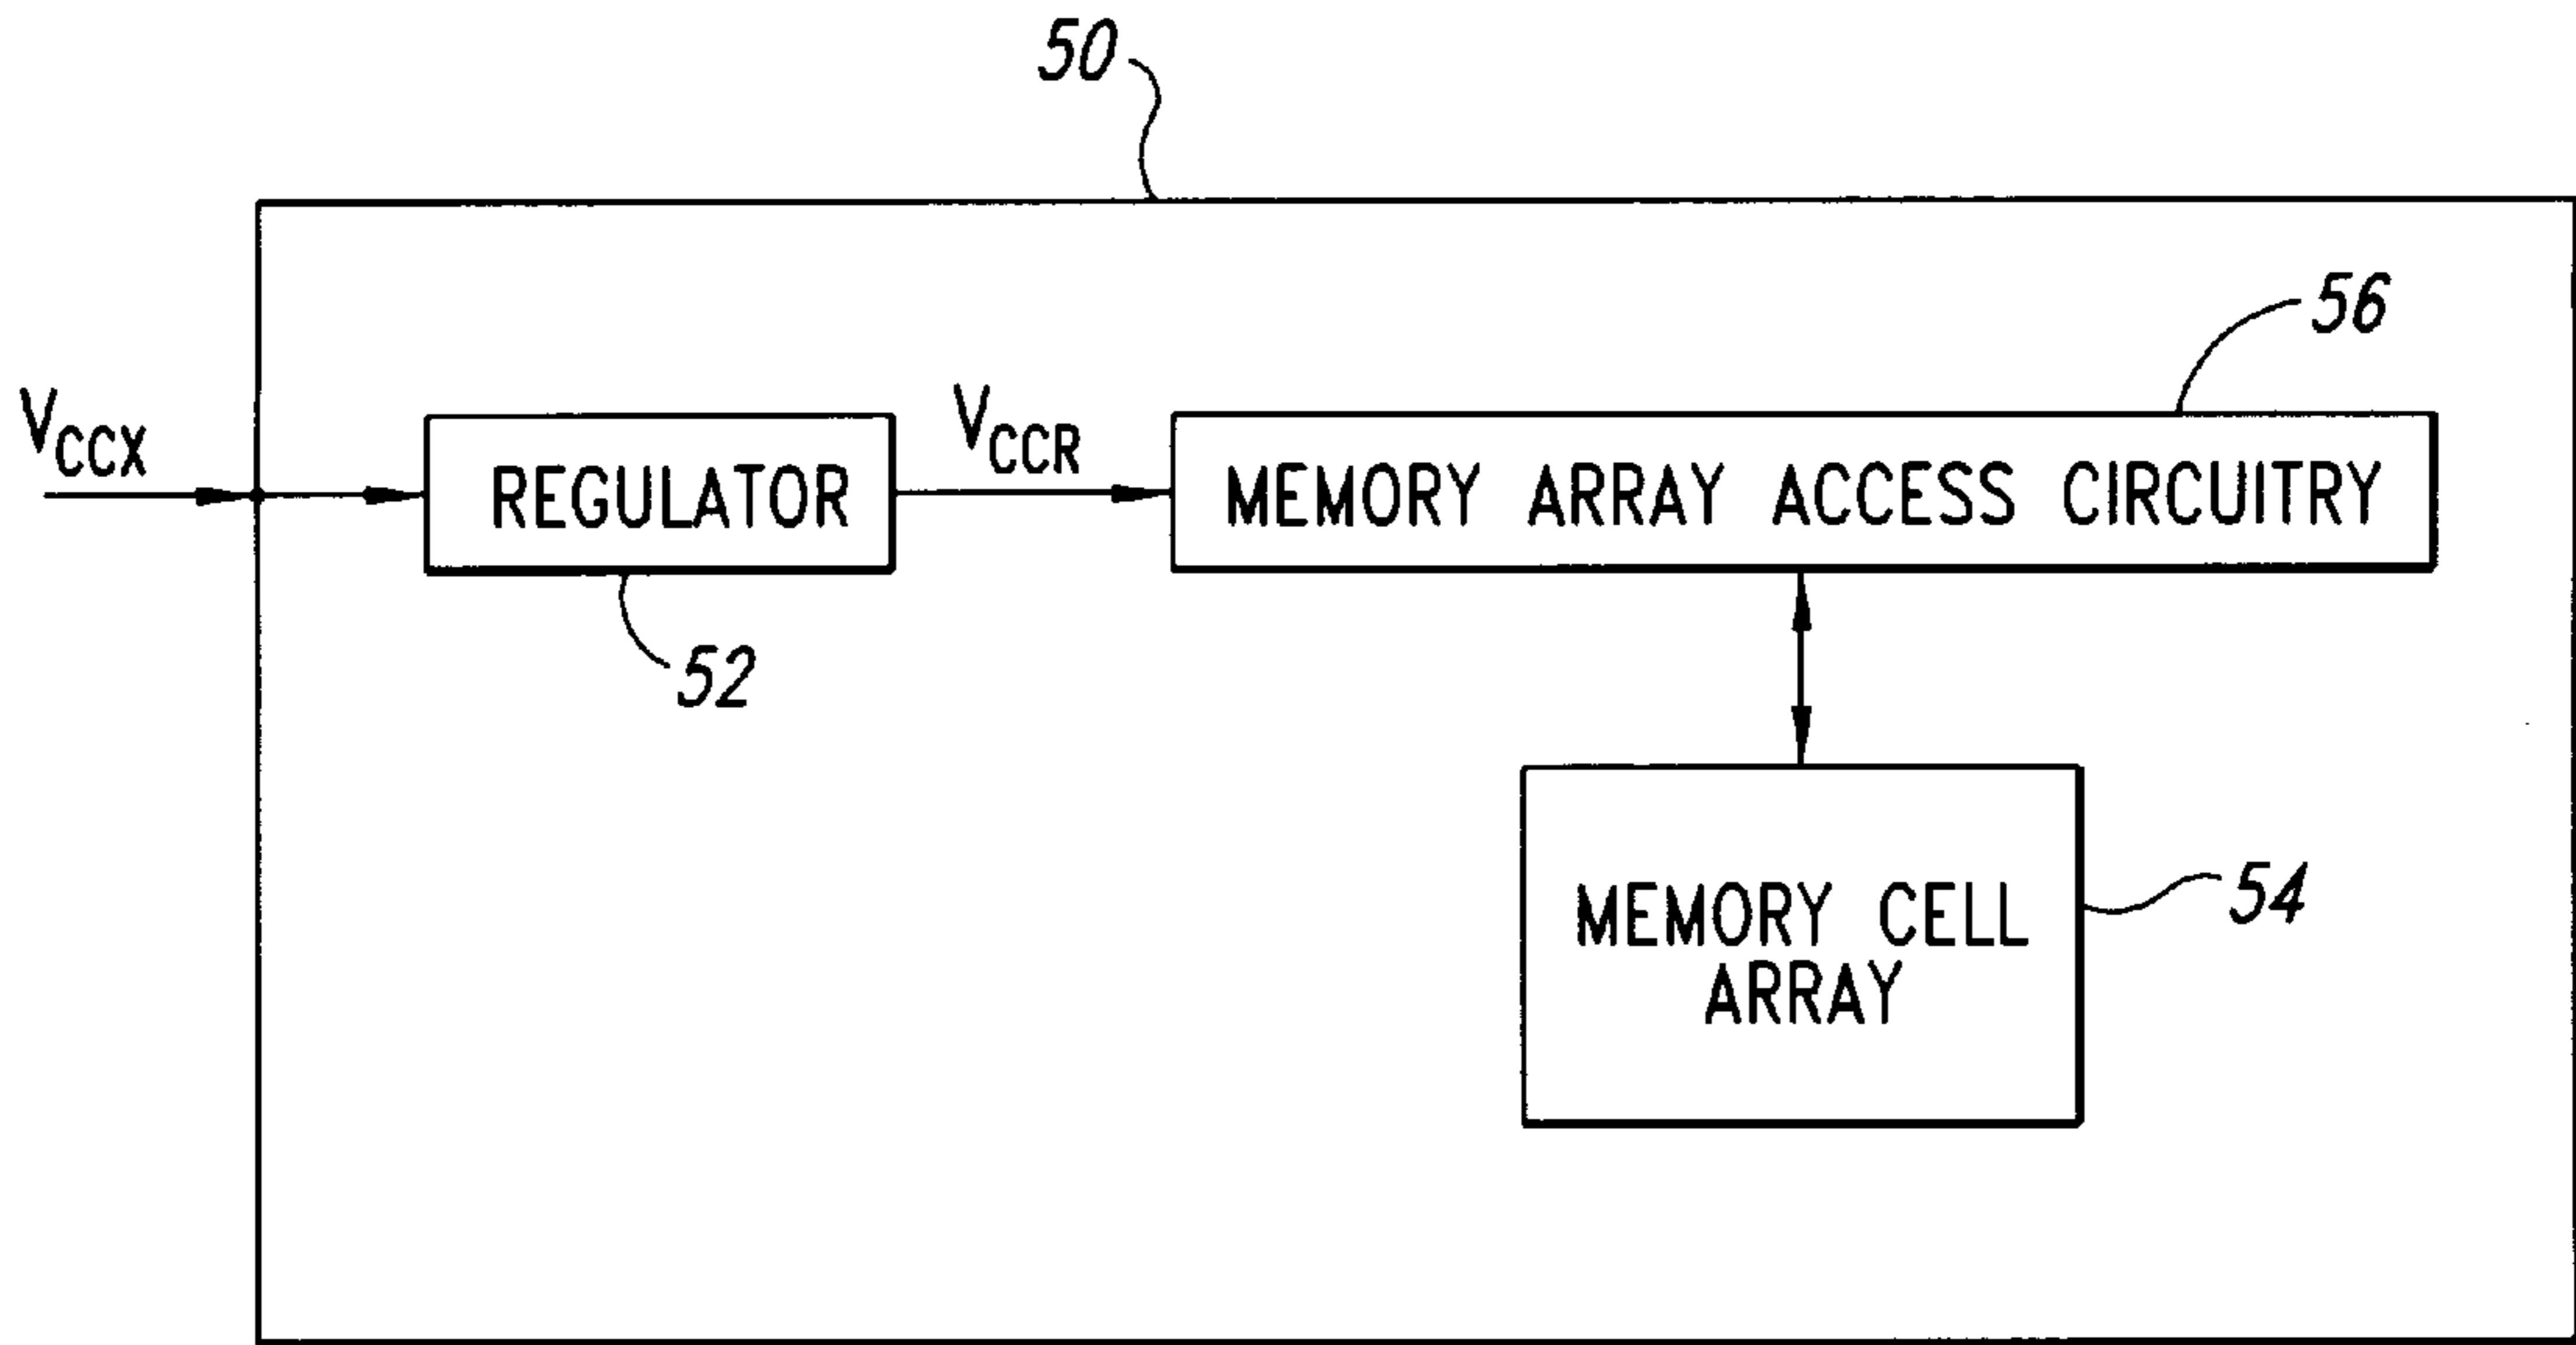 50
56
VCCX
VCCR
REGULATOR
MEMORY ARRAY ACCESS CIRCUITRY
52
MEMORY CELL
ARRAY
54